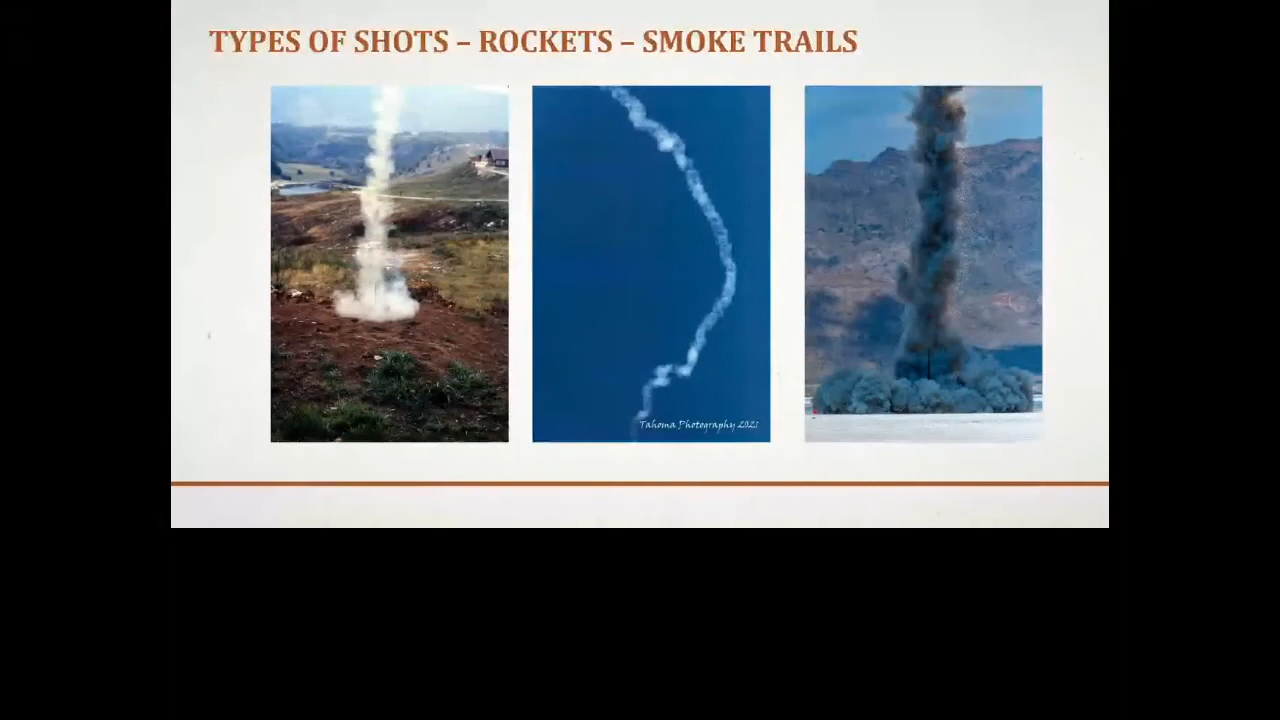 TYPES OF SHOTS – ROCKETS – SMOKE TRAILS
Tahoma Photography 2021